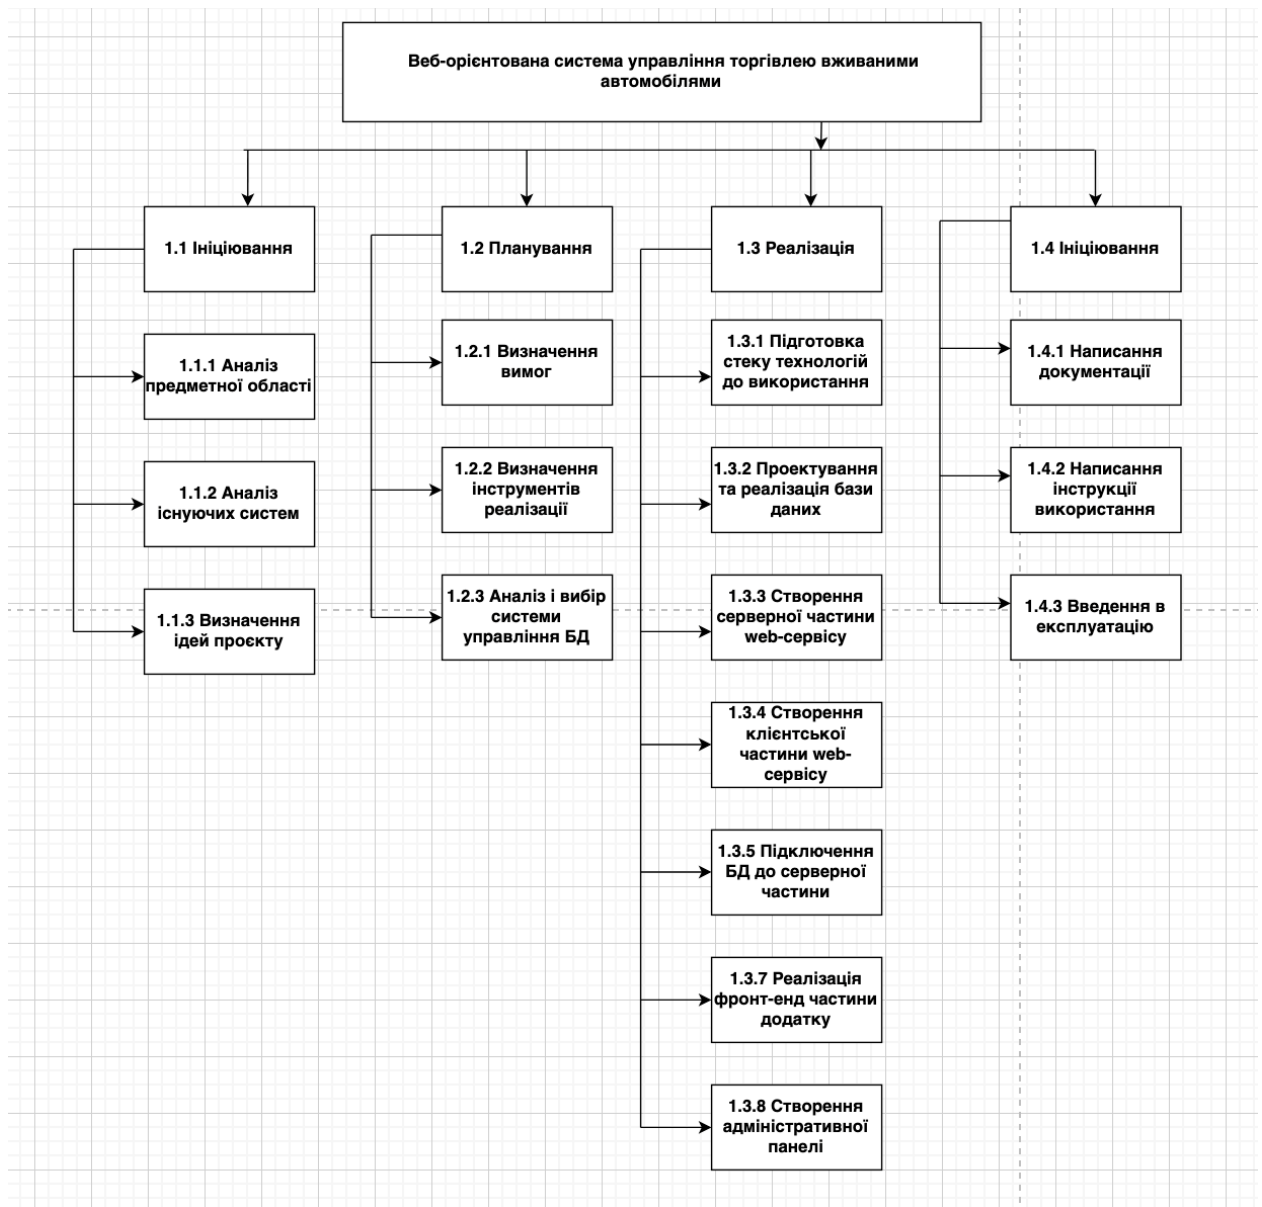 Веб-орієнтована система управління торгівлею вживаними
автомобілями
1.1 Ініціювання
1.1.1 Аналіз
предметної області
1.1.2 Аналіз
існуючих систем
1.1.3 Визначення
ідей проєкту
1.2 Планування
1.2.1 Визначення
вимог
1.2.2 Визначення
інструментів
реалізації
1.2.3 Аналіз і вибір
системи
управління БД
1.3 Реалізація
1.3.1 Підготовка
стеку технологій
до використання
1.3.2 Проектування
та реалізація бази
даних
1.3.3 Створення
серверної частини
web-сервісу
1.3.4 Створення
клієнтської
частини web-
сервісу
1.3.5 Підключення
БД до серверної
частини
1.3.7 Реалізація
фронт-енд частини
додатку
1.3.8 Створення
адміністративної
панелі
1.4 Ініціювання
1.4.1 Написання
документації
1.4.2 Написання
інструкції
використання
1.4.3 Введення в
експлуатацію